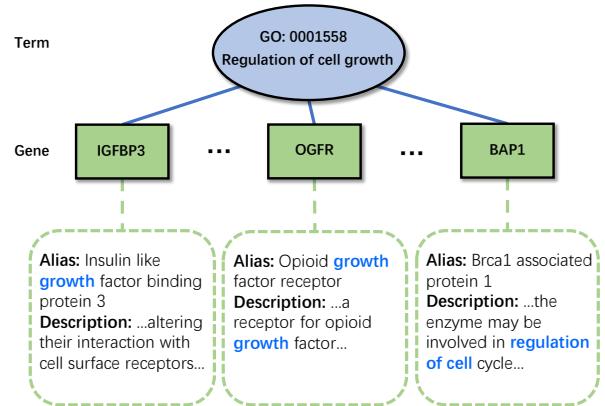 Term
GO: 0001558
Regulation of cell growth
Gene
IGFBP3
...
OGFR
...
BAP1
Alias: Insulin like
growth factor binding
protein 3
Description: ...altering
their interaction with
cell surface receptors...
Alias: Opioid growth
factor receptor
Description: ...a
receptor for opioid
growth factor...
Alias: Brca1 associated
protein 1
Description: ...the
enzyme may be
involved in regulation
of cell cycle...